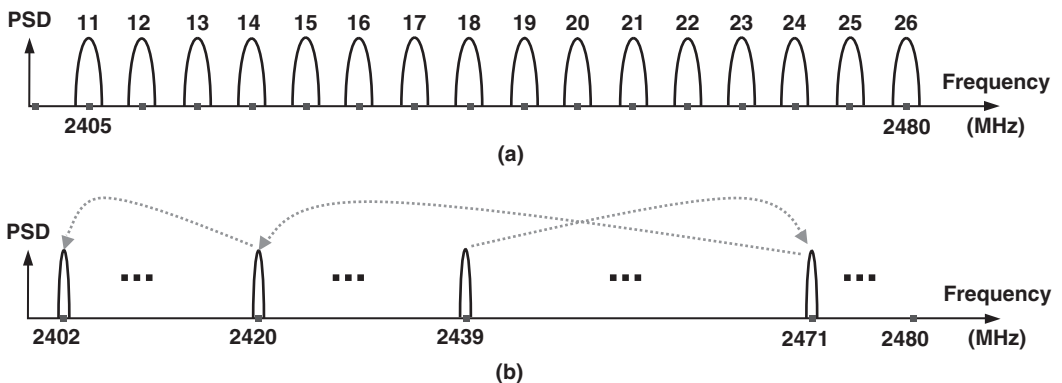 PSD 11 12 13 14 15 16 17 18 19 20 21 22 23 24 25 26
Frequency
2405 2480 (MHz)
(a)
PSD
Frequency
2402 2420 2439 2471 2480 (MHz)
(b)